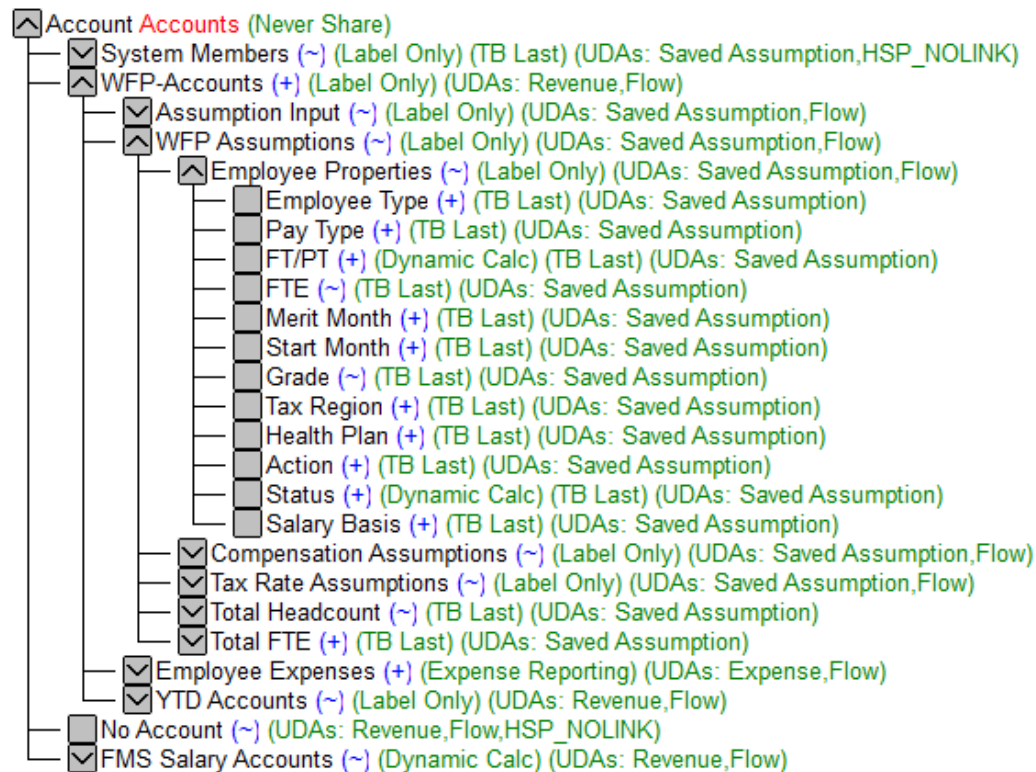 Account Accounts (Never Share)
System Members (~) (Label Only) (TB Last) (UDAs: Saved Assumption,HSP_NOLINK)
WFP-Accounts (+) (Label Only) (UDAs: Revenue,Flow)
Assumption Input (~) (Label Only) (UDAs: Saved Assumption,Flow)
WFP Assumptions (~) (Label Only) (UDAs: Saved Assumption,Flow)
Employee Properties (~) (Label Only) (UDAs: Saved Assumption,Flow)
Employee Type (+) (TB Last) (UDAs: Saved Assumption)
Pay Type (+) (TB Last) (UDAs: Saved Assumption)
FT/PT (+) (Dynamic Calc) (TB Last) (UDAs: Saved Assumption)
FTE (~) (TB Last) (UDAs: Saved Assumption)
Merit Month (+) (TB Last) (UDAs: Saved Assumption)
Start Month (+) (TB Last) (UDAs: Saved Assumption)
Grade (~) (TB Last) (UDAs: Saved Assumption)
Tax Region (+) (TB Last) (UDAs: Saved Assumption)
Health Plan (+) (TB Last) (UDAs: Saved Assumption)
Action (+) (TB Last) (UDAs: Saved Assumption)
Status (+) (Dynamic Calc) (TB Last) (UDAs: Saved Assumption)
Salary Basis (+) (TB Last) (UDAs: Saved Assumption)
Compensation Assumptions (~) (Label Only) (UDAs: Saved Assumption,Flow)
Tax Rate Assumptions (~) (Label Only) (UDAs: Saved Assumption,Flow)
Total Headcount (~) (TB Last) (UDAs: Saved Assumption)
Total FTE (+) (TB Last) (UDAs: Saved Assumption)
Employee Expenses (+) (Expense Reporting) (UDAs: Expense,Flow)
YTD Accounts (~) (Label Only) (UDAs: Revenue,Flow)
No Account (~) (UDAs: Revenue,Flow,HSP_NOLINK)
FMS Salary Accounts (~) (Dynamic Calc) (UDAs: Revenue,Flow)